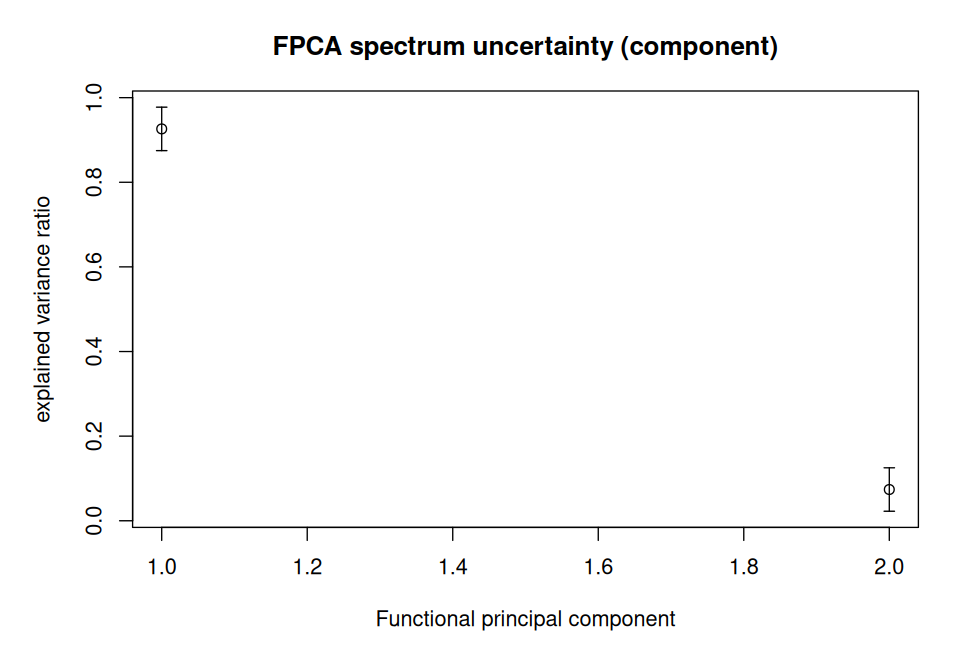 FPCA spectrum uncertainty (component)
explained variance ratio
1.0
0.8
0.6
0.4
0.2
0.0
1.0 1.2 1.4 1.6 1.8 2.0
Functional principal component